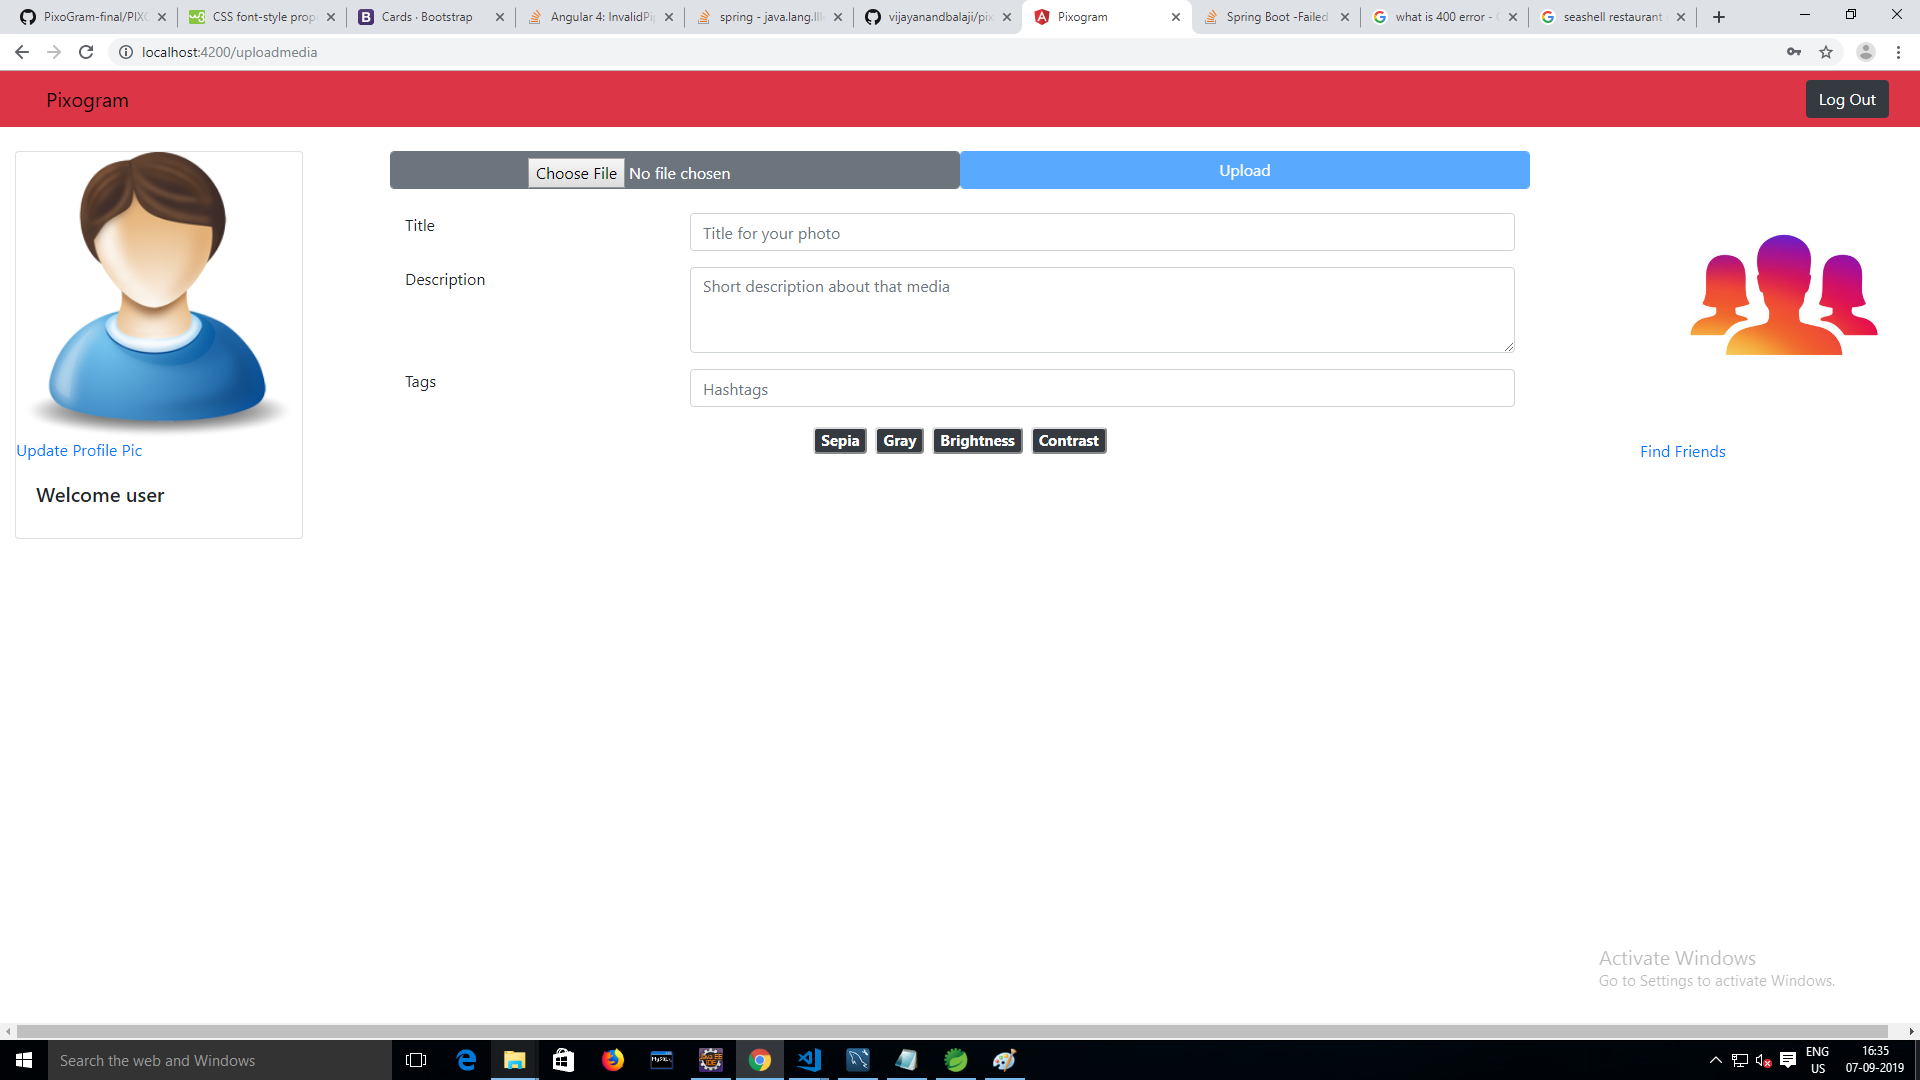 PixoGram-final/PIXO
CSS font-style prop
Cards · Bootstrap
Angular 4: InvalidPi
spring - java.lang.Ille
vijayanandbalaji/pix
Pixogram
Spring Boot -Failed
what is 400 error -
seashell restaurant
localhost:4200/uploadmedia
Pixogram
Log Out
Choose File No file chosen
Upload
Title
Title for your photo
Description
Short description about that media
Tags
Hashtags
Sepia Gray Brightness Contrast
Update Profile Pic
Find Friends
Welcome user
Activate Windows
Go to Settings to activate Windows.
Search the web and Windows
ENG
US
16:35
07-09-2019